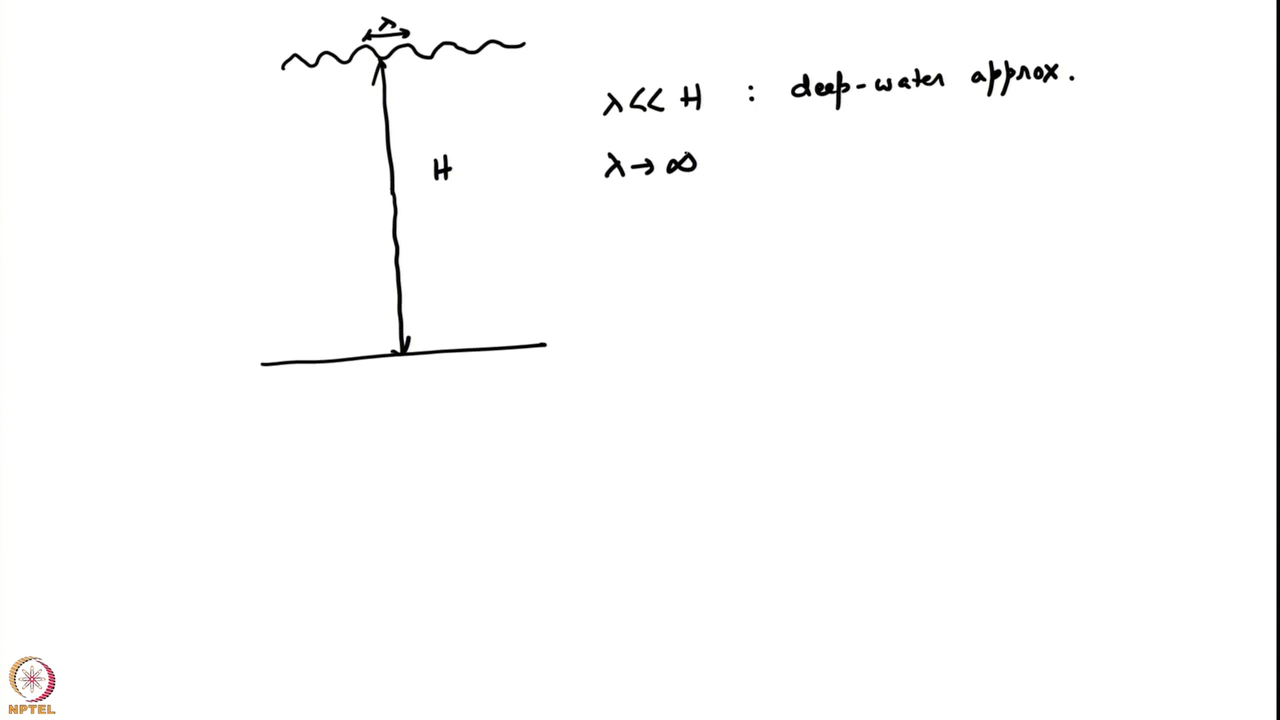 λ
λ << H : deep-water approx.
H
λ → ∞
NPTEL